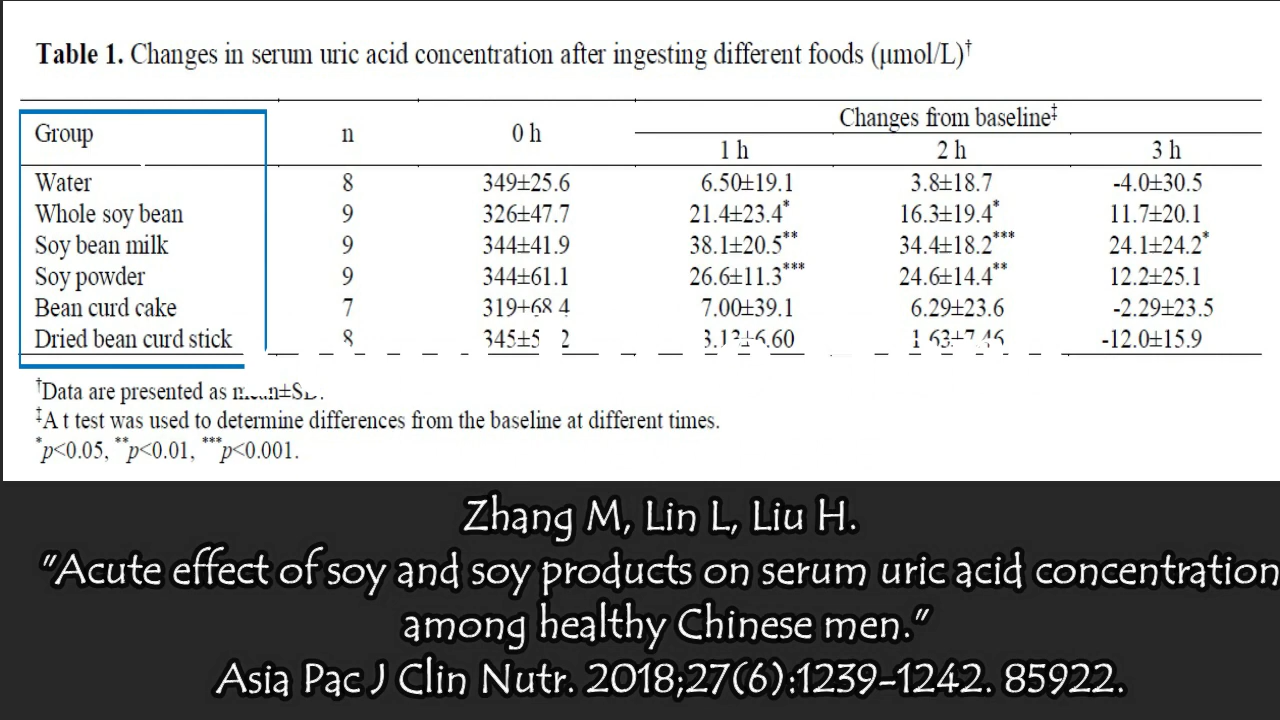 Table 1. Changes in serum uric acid concentration after ingesting different foods (μmol/L)†
Changes from baseline‡
Group n 0 h 1 h 2 h 3 h
Water 8 349±25.6 6.50±19.1 3.8±18.7 -4.0±30.5
Whole soy bean 9 326±47.7 21.4±23.4* 16.3±19.4* 11.7±20.1
Soy bean milk 9 344±41.9 38.1±20.5** 34.4±18.2*** 24.1±24.2*
Soy powder 9 344±61.1 26.6±11.3*** 24.6±14.4** 12.2±25.1
Bean curd cake 7 319±68.4 7.00±39.1 6.29±23.6 -2.29±23.5
Dried bean curd stick 8 -12.0±15.9
†Data are presented as
‡A t test was used to determine differences from the baseline at different times.
*p<0.05, **p<0.01, ***p<0.001.
Zhang M, Lin L, Liu H.
"Acute effect of soy and soy products on serum uric acid concentration
among healthy Chinese men."
Asia Pac J Clin Nutr. 2018;27(6):1239-1242. 85922.